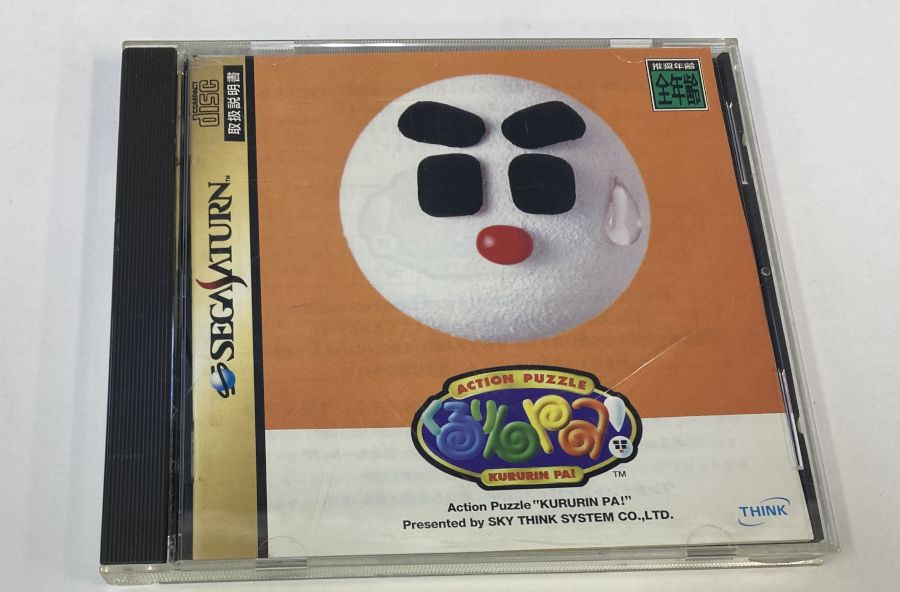 COMPACT
disc
取扱説明書
SEGA SATURN™
推奨年齢
全年齢
ACTION PUZZLE
くるりんPa!
KURURIN PA!
TM
Action Puzzle "KURURIN PA!"
Presented by SKY THINK SYSTEM CO.,LTD.
THINK